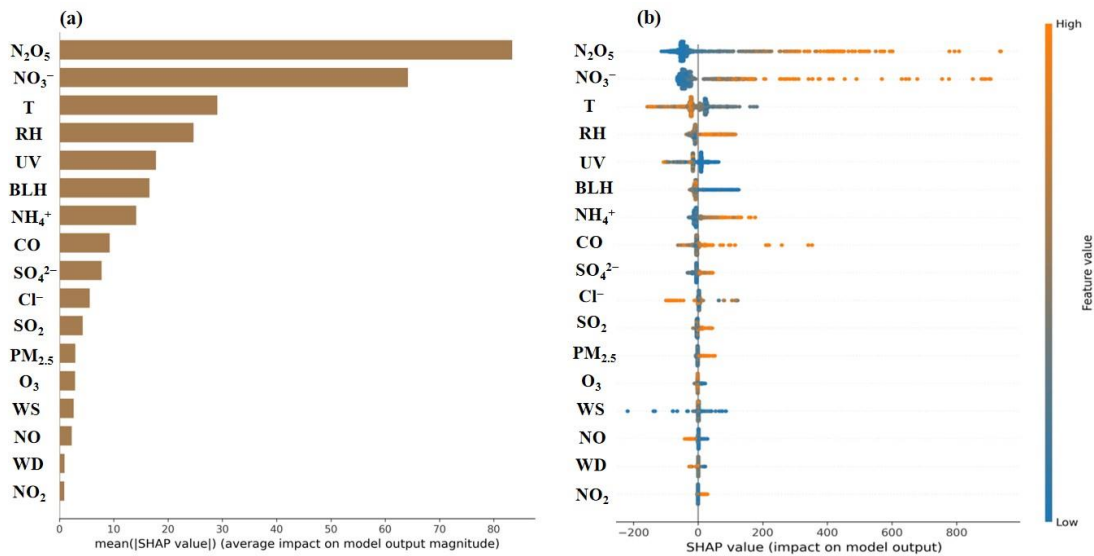 (a)
N₂O₅
NO₃⁻
T
RH
UV
BLH
NH₄⁺
CO
SO₄²⁻
Cl⁻
SO₂
PM₂.₅
O₃
WS
NO
WD
NO₂
0 10 20 30 40 50 60 70 80
mean(|SHAP value|) (average impact on model output magnitude)
(b)
N₂O₅
NO₃⁻
T
RH
UV
BLH
NH₄⁺
CO
SO₄²⁻
Cl⁻
SO₂
PM₂.₅
O₃
WS
NO
WD
NO₂
−200 0 200 400 600 800
SHAP value (impact on model output)
High
Feature value
Low